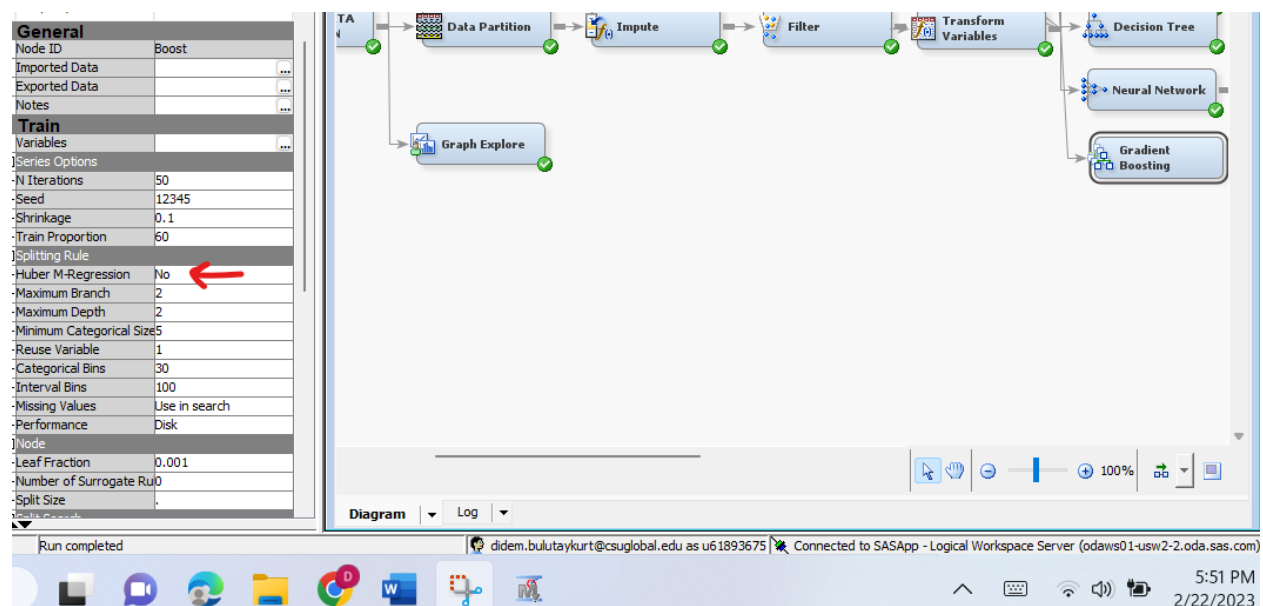 General
Node ID Boost
Imported Data ...
Exported Data ...
Notes ...
Train
Variables ...
Series Options
N Iterations 50
Seed 12345
Shrinkage 0.1
Train Proportion 60
Splitting Rule
Huber M-Regression No
Maximum Branch 2
Maximum Depth 2
Minimum Categorical Size 5
Reuse Variable 1
Categorical Bins 30
Interval Bins 100
Missing Values Use in search
Performance Disk
Node
Leaf Fraction 0.001
Number of Surrogate Ru 0
Split Size .
TA
N
Data Partition
Impute
Filter
Transform
Variables
Decision Tree
Neural Network
Graph Explore
Gradient
Boosting
100%
Diagram Log
Run completed
didem.bulutaykurt@csuglobal.edu as u61893675 Connected to SASApp - Logical Workspace Server (odaws01-usw2-2.oda.sas.com)
D
W
5:51 PM
2/22/2023